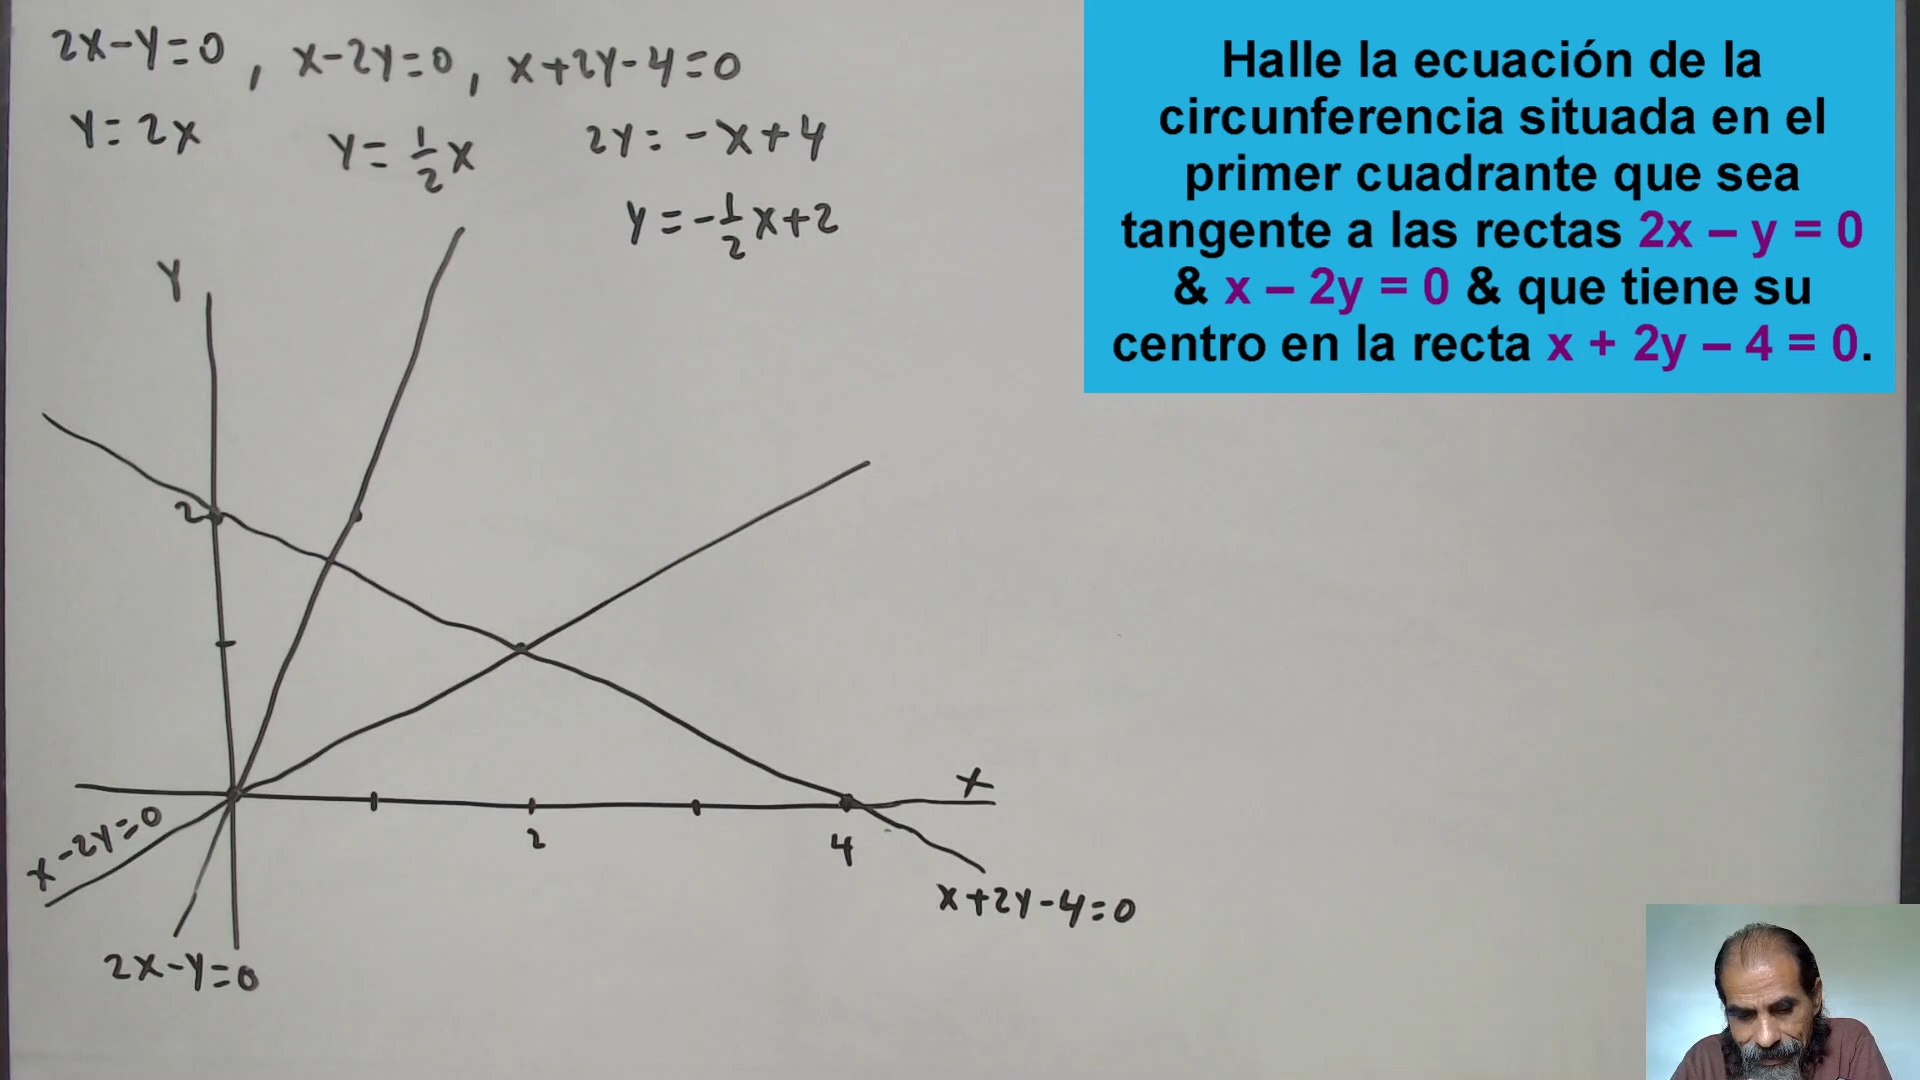 2x-y=0, x-2y=0, x+2y-4=0
y=2x
y=1/2x
2y=-x+4
y=-1/2x+2
Halle la ecuación de la
circunferencia situada en el
primer cuadrante que sea
tangente a las rectas 2x – y = 0
& x – 2y = 0 & que tiene su
centro en la recta x + 2y – 4 = 0.
y
2
x
2
4
x-2y=0
x+2y-4=0
2x-y=0